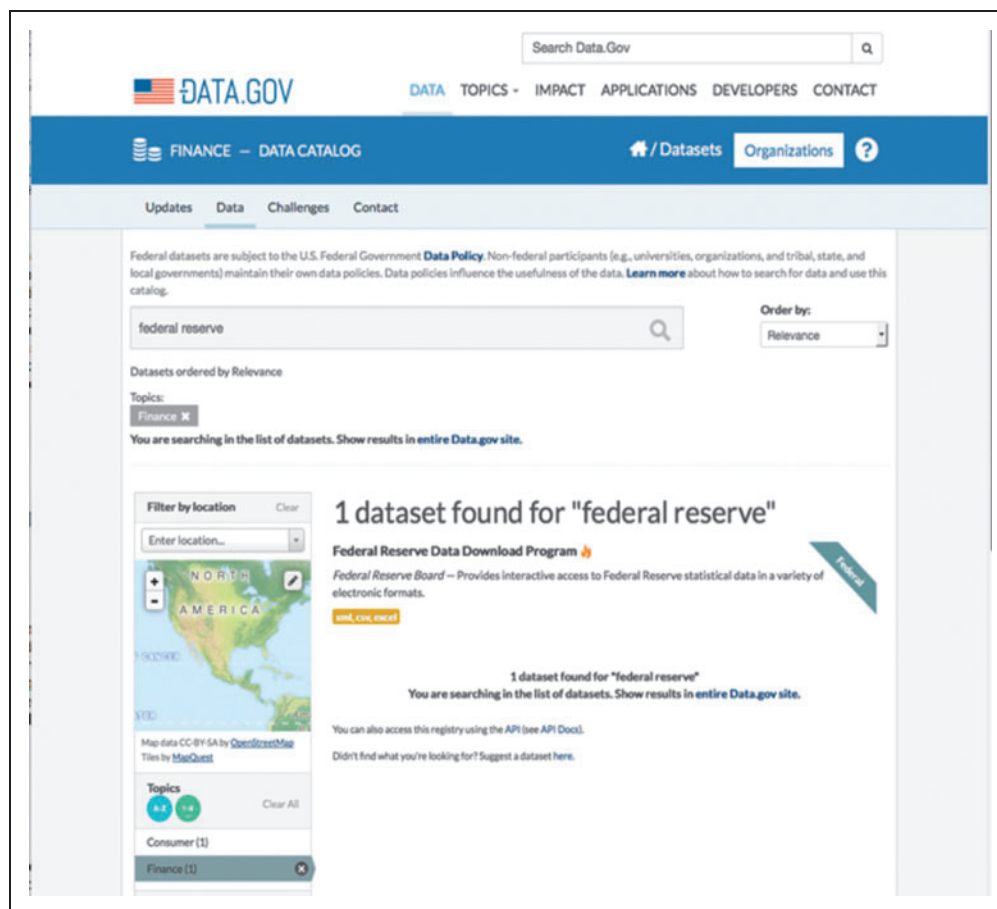 Search Data.Gov
DATA.GOV
DATA TOPICS IMPACT APPLICATIONS DEVELOPERS CONTACT
FINANCE – DATA CATALOG
/ Datasets Organizations ?
Updates Data Challenges Contact
Federal datasets are subject to the U.S. Federal Government Data Policy. Non-federal participants (e.g., universities, organizations, and tribal, state, and
local governments) maintain their own data policies. Data policies influence the usefulness of the data. Learn more about how to search for data and use this
catalog.
Order by:
federal reserve
Relevance
Datasets ordered by Relevance
Topics:
Finance ×
You are searching in the list of datasets. Show results in entire Data.gov site.
Filter by location Clear
Enter location...
+
-
NORTH
AMERICA
Map data CC-BY-SA by OpenStreetMap
Tiles by MapQuest
Topics
A-Z
Clear All
Consumer (1)
Finance (1)
1 dataset found for "federal reserve"
Federal Reserve Data Download Program
Federal
Federal Reserve Board — Provides interactive access to Federal Reserve statistical data in a variety of
electronic formats.
xml, csv, excel
1 dataset found for "federal reserve"
You are searching in the list of datasets. Show results in entire Data.gov site.
You can also access this registry using the API (see API Docs).
Didn't find what you're looking for? Suggest a dataset here.